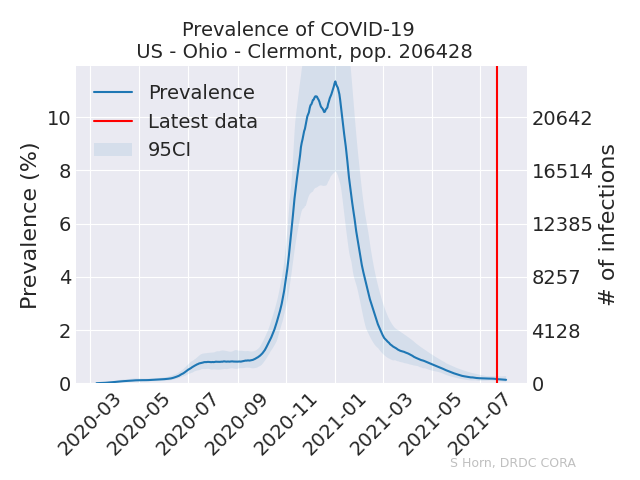 Prevalence of COVID-19
US - Ohio - Clermont, pop. 206428
Prevalence
Latest data
95CI
Prevalence (%)
10
8
6
4
2
0
20642
16514
12385
8257
4128
0
# of infections
2020-03
2020-05
2020-07
2020-09
2020-11
2021-01
2021-03
2021-05
2021-07
S Horn, DRDC CORA